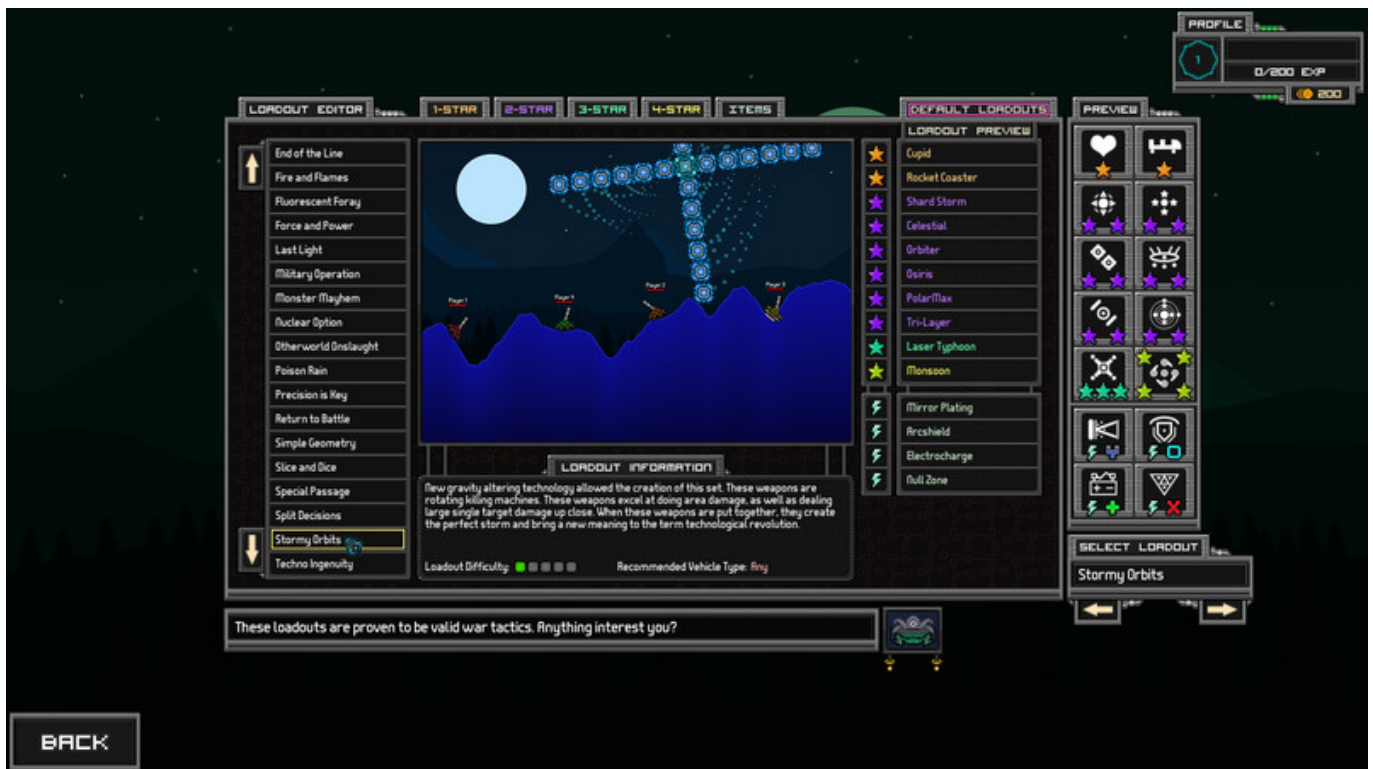 PROFILE
1
0/200 EXP
200
LOADOUT EDITOR
1-STAR
2-STAR
3-STAR
4-STAR
ITEMS
DEFAULT LOADOUTS
PREVIEW
LOADOUT PREVIEW
End of the Line
Fire and Flames
Fluorescent Foray
Force and Power
Last Light
Military Operation
Monster Mayhem
Nuclear Option
Otherworld Onslaught
Poison Rain
Precision is Key
Return to Battle
Simple Geometry
Slice and Dice
Special Passage
Split Decisions
Stormy Orbits
Techno Ingenuity
Player 1
Player 4
Player 2
Player 3
Cupid
Rocket Coaster
Shard Storm
Celestial
Orbiter
Osiris
PolarMax
Tri-Layer
Laser Typhoon
Monsoon
Mirror Plating
Arcshield
Electrocharge
Null Zone
LOADOUT INFORMATION
New gravity altering technology allowed the creation of this set. These weapons are
rotating killing machines. These weapons excel at doing area damage, as well as dealing
large single target damage up close. When these weapons are put together, they create
the perfect storm and bring a new meaning to the term technological revolution.
Loadout Difficulty:
Recommended Vehicle Type: Any
SELECT LOADOUT
Stormy Orbits
These loadouts are proven to be valid war tactics. Anything interest you?
BACK